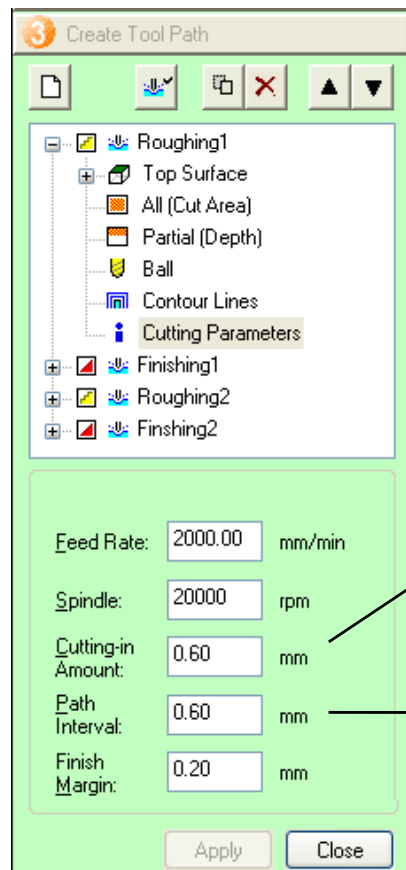 3 Create Tool Path
Roughing1
Top Surface
All (Cut Area)
Partial (Depth)
Ball
Contour Lines
Cutting Parameters
Finishing1
Roughing2
Finshing2
Feed Rate: 2000.00 mm/min
Spindle: 20000 rpm
Cutting-in
Amount: 0.60 mm
Path
Interval: 0.60 mm
Finish
Margin: 0.20 mm
Apply Close